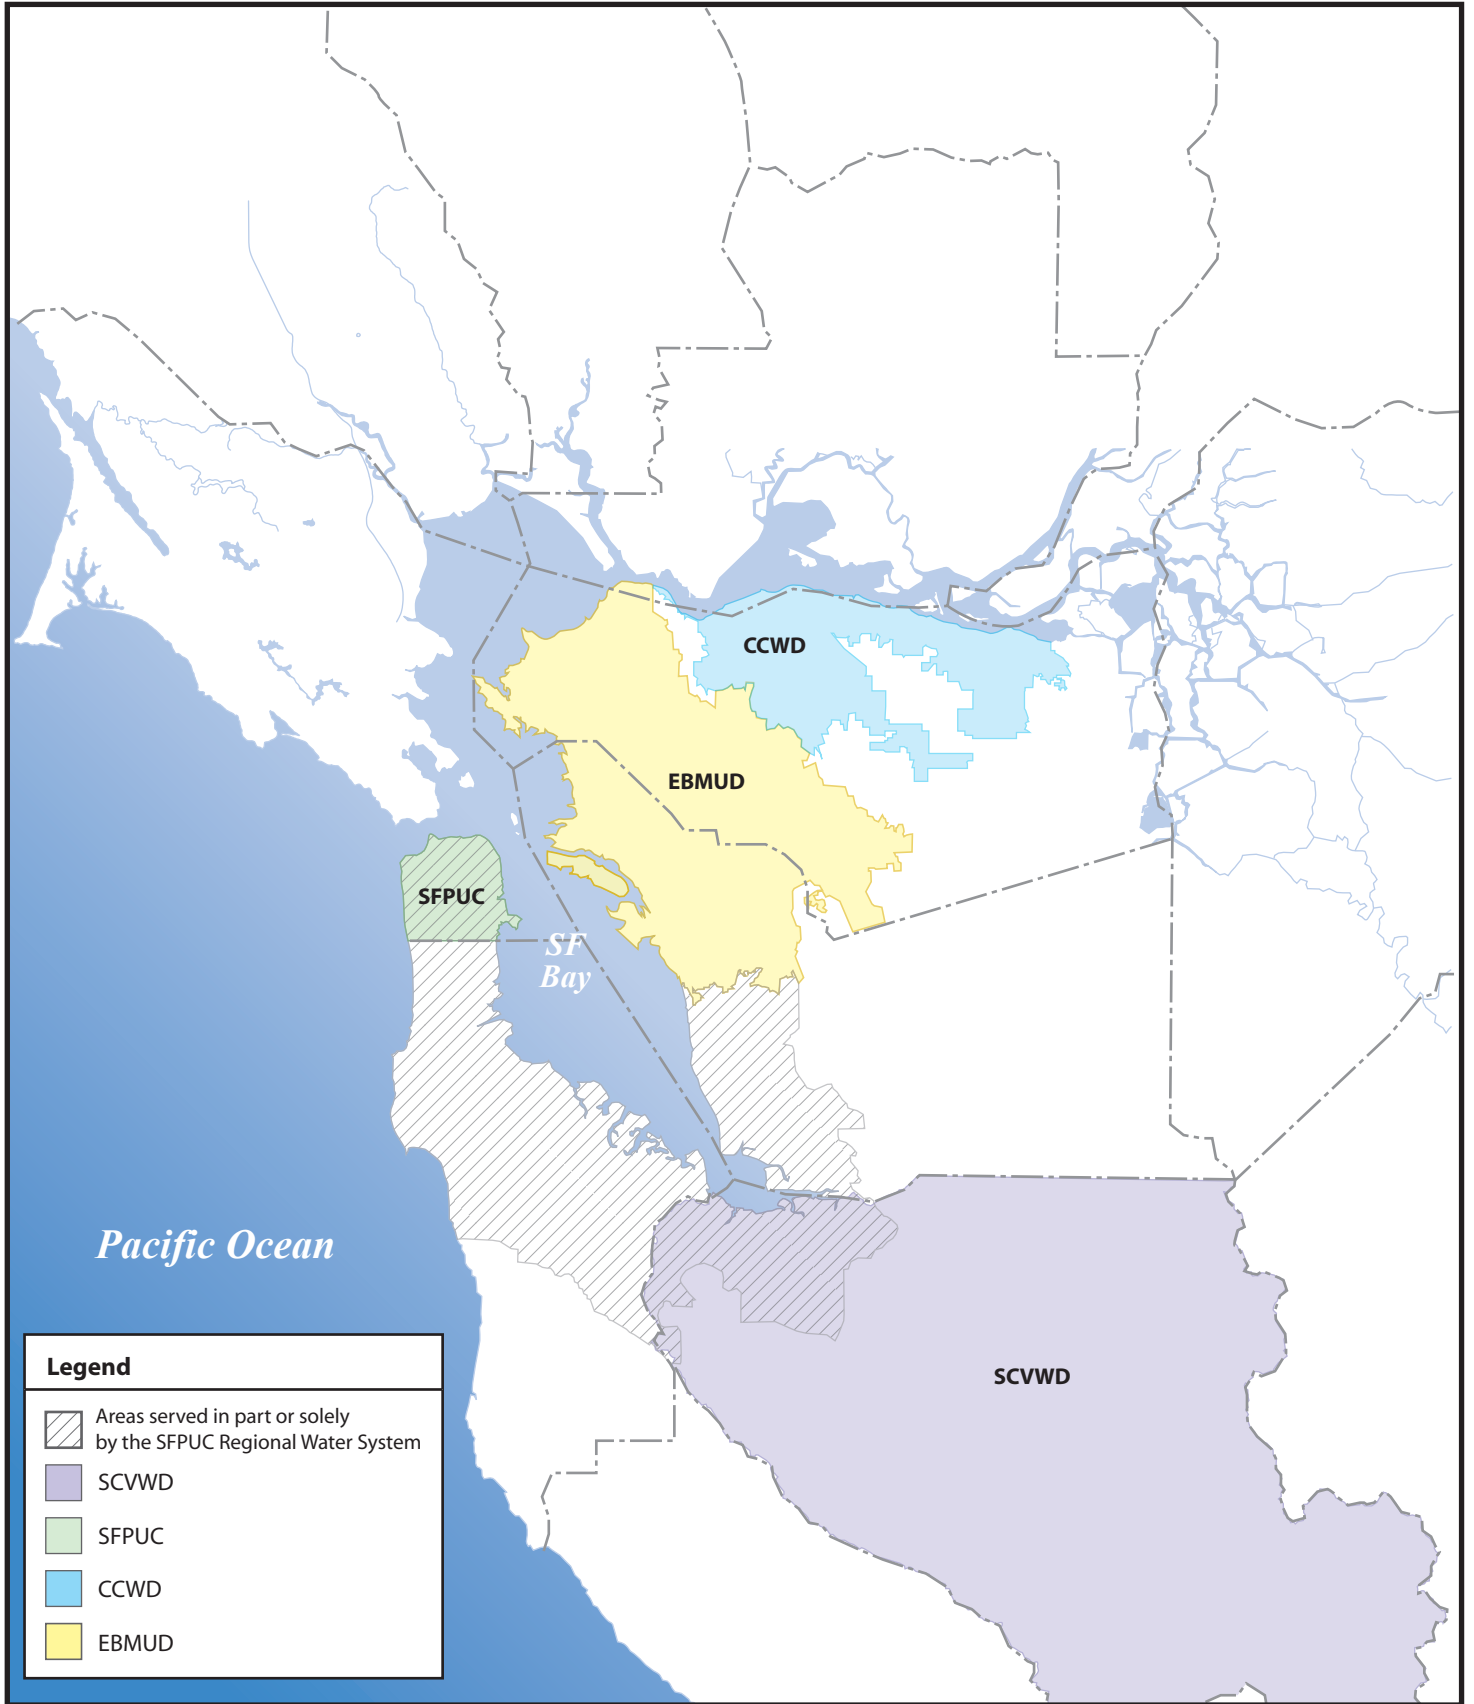 CCWD
EBMUD
SFPUC
SF
Bay
Pacific Ocean
SCVWD
Legend
Areas served in part or solely
by the SFPUC Regional Water System
SCVWD
SFPUC
CCWD
EBMUD